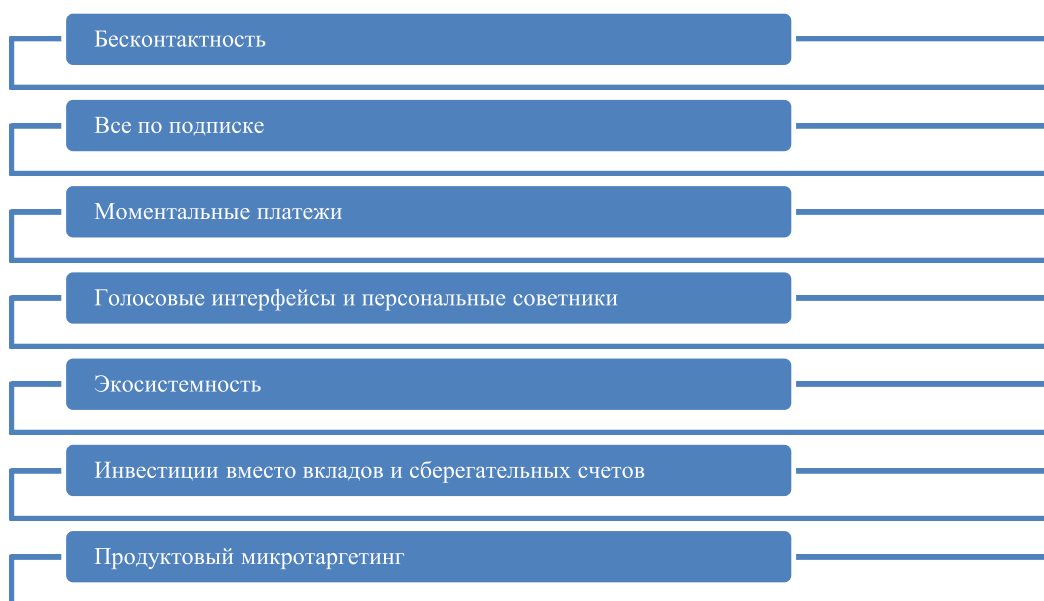 Бесконтактность
Все по подписке
Моментальные платежи
Голосовые интерфейсы и персональные советники
Экосистемность
Инвестиции вместо вкладов и сберегательных счетов
Продуктовый микротаргетинг